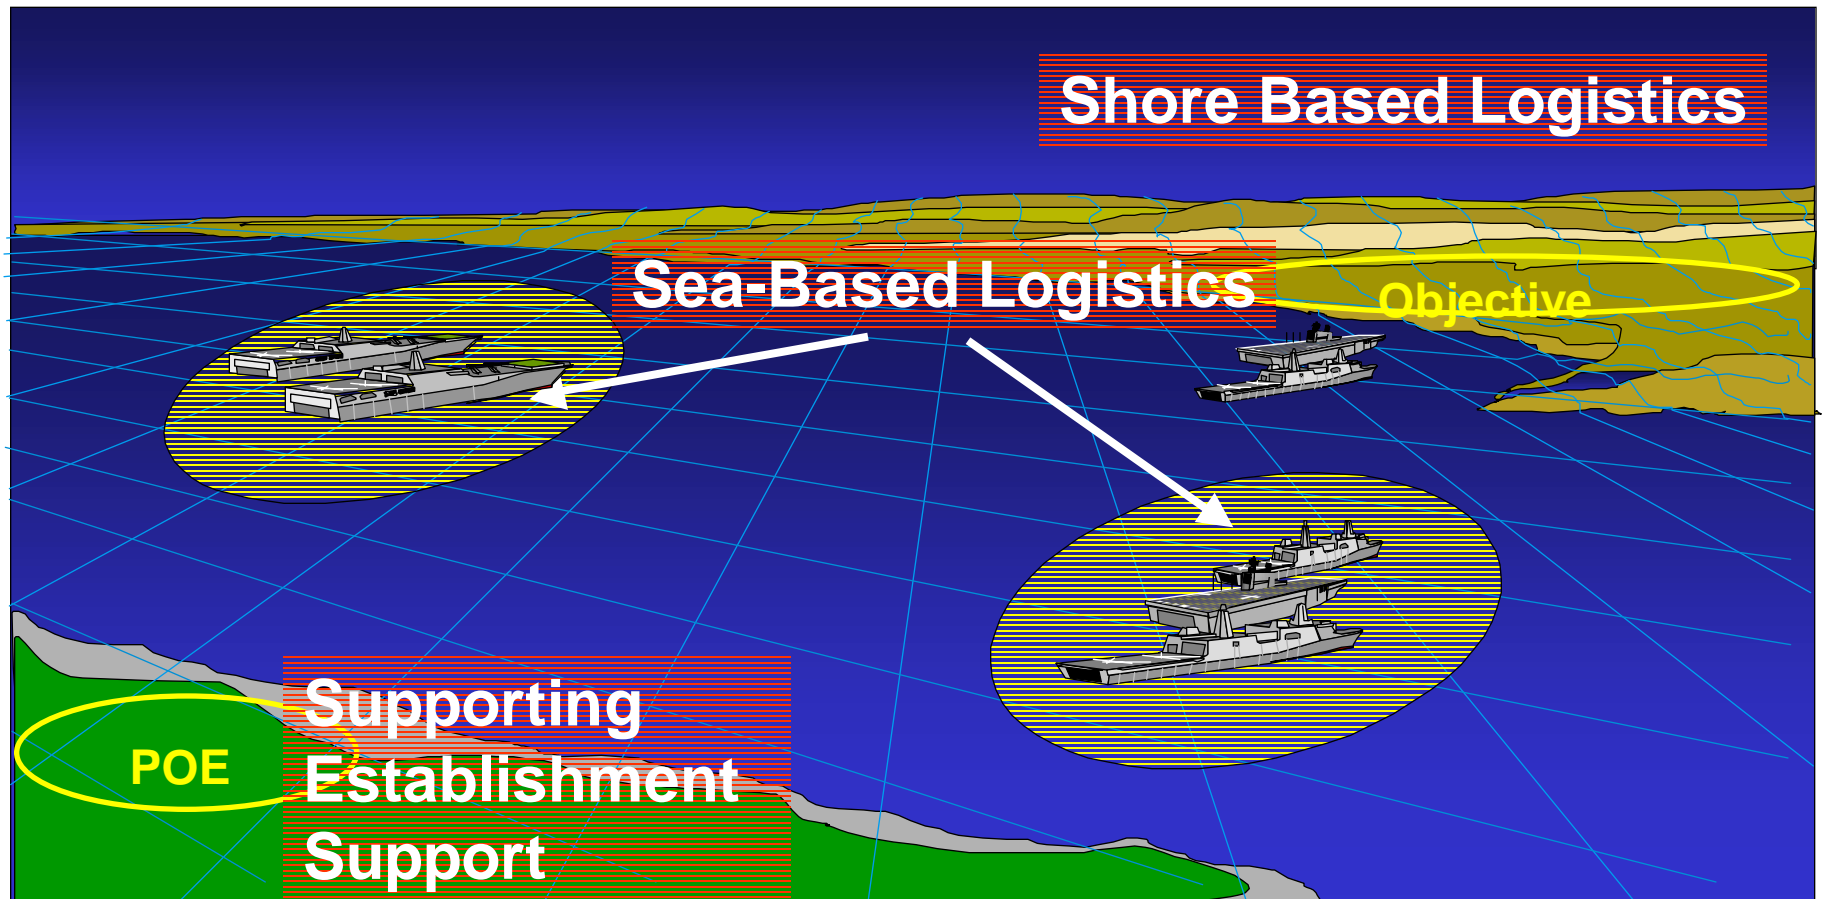 Shore Based Logistics
Sea-Based Logistics
Objective
POE
Supporting
Establishment
Support